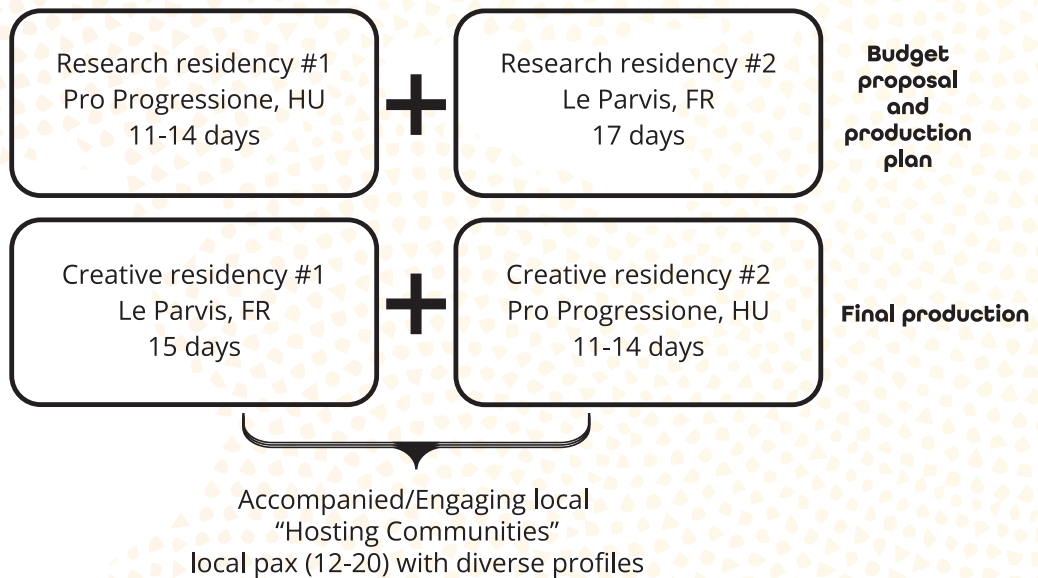 Research residency #1
Pro Progressione, HU
11-14 days
+
Research residency #2
Le Parvis, FR
17 days
Budget
proposal
and
production
plan
Creative residency #1
Le Parvis, FR
15 days
+
Creative residency #2
Pro Progressione, HU
11-14 days
Final production
Accompanied/Engaging local
“Hosting Communities”
local pax (12-20) with diverse profiles